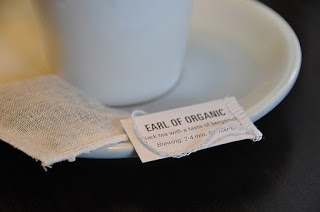 EARL OF ORGANIC
Black tea with a taste of bergamot
Brewing: 2-4 min.